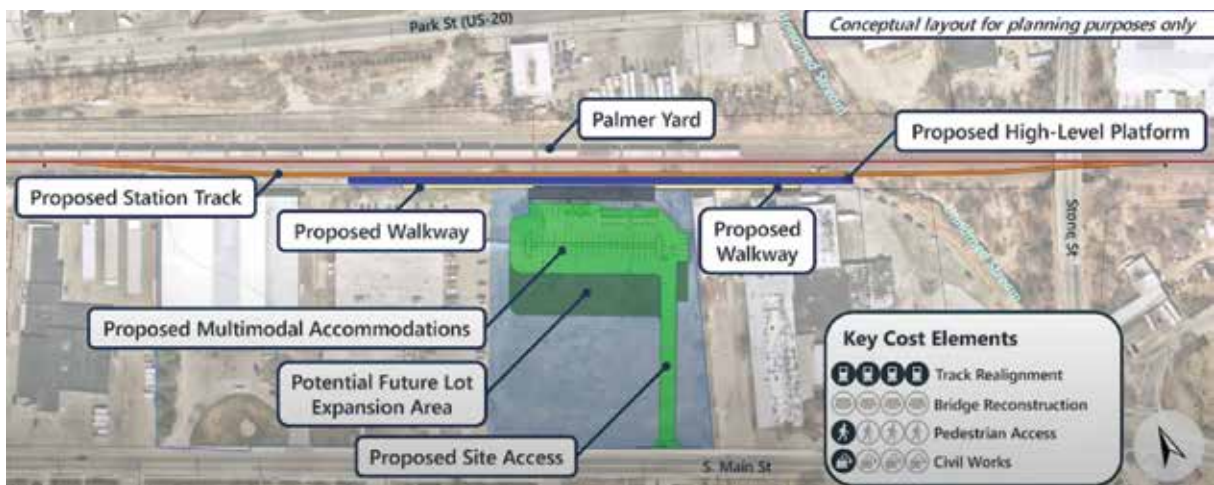 Park St (US-20)
Conceptual layout for planning purposes only
Unnamed Stream
Palmer Yard
Proposed High-Level Platform
Proposed Station Track
Proposed Walkway
Proposed
Walkway
Stone St
Proposed Multimodal Accommodations
Potential Future Lot
Expansion Area
Proposed Site Access
S. Main St
Key Cost Elements
Track Realignment
Bridge Reconstruction
Pedestrian Access
Civil Works